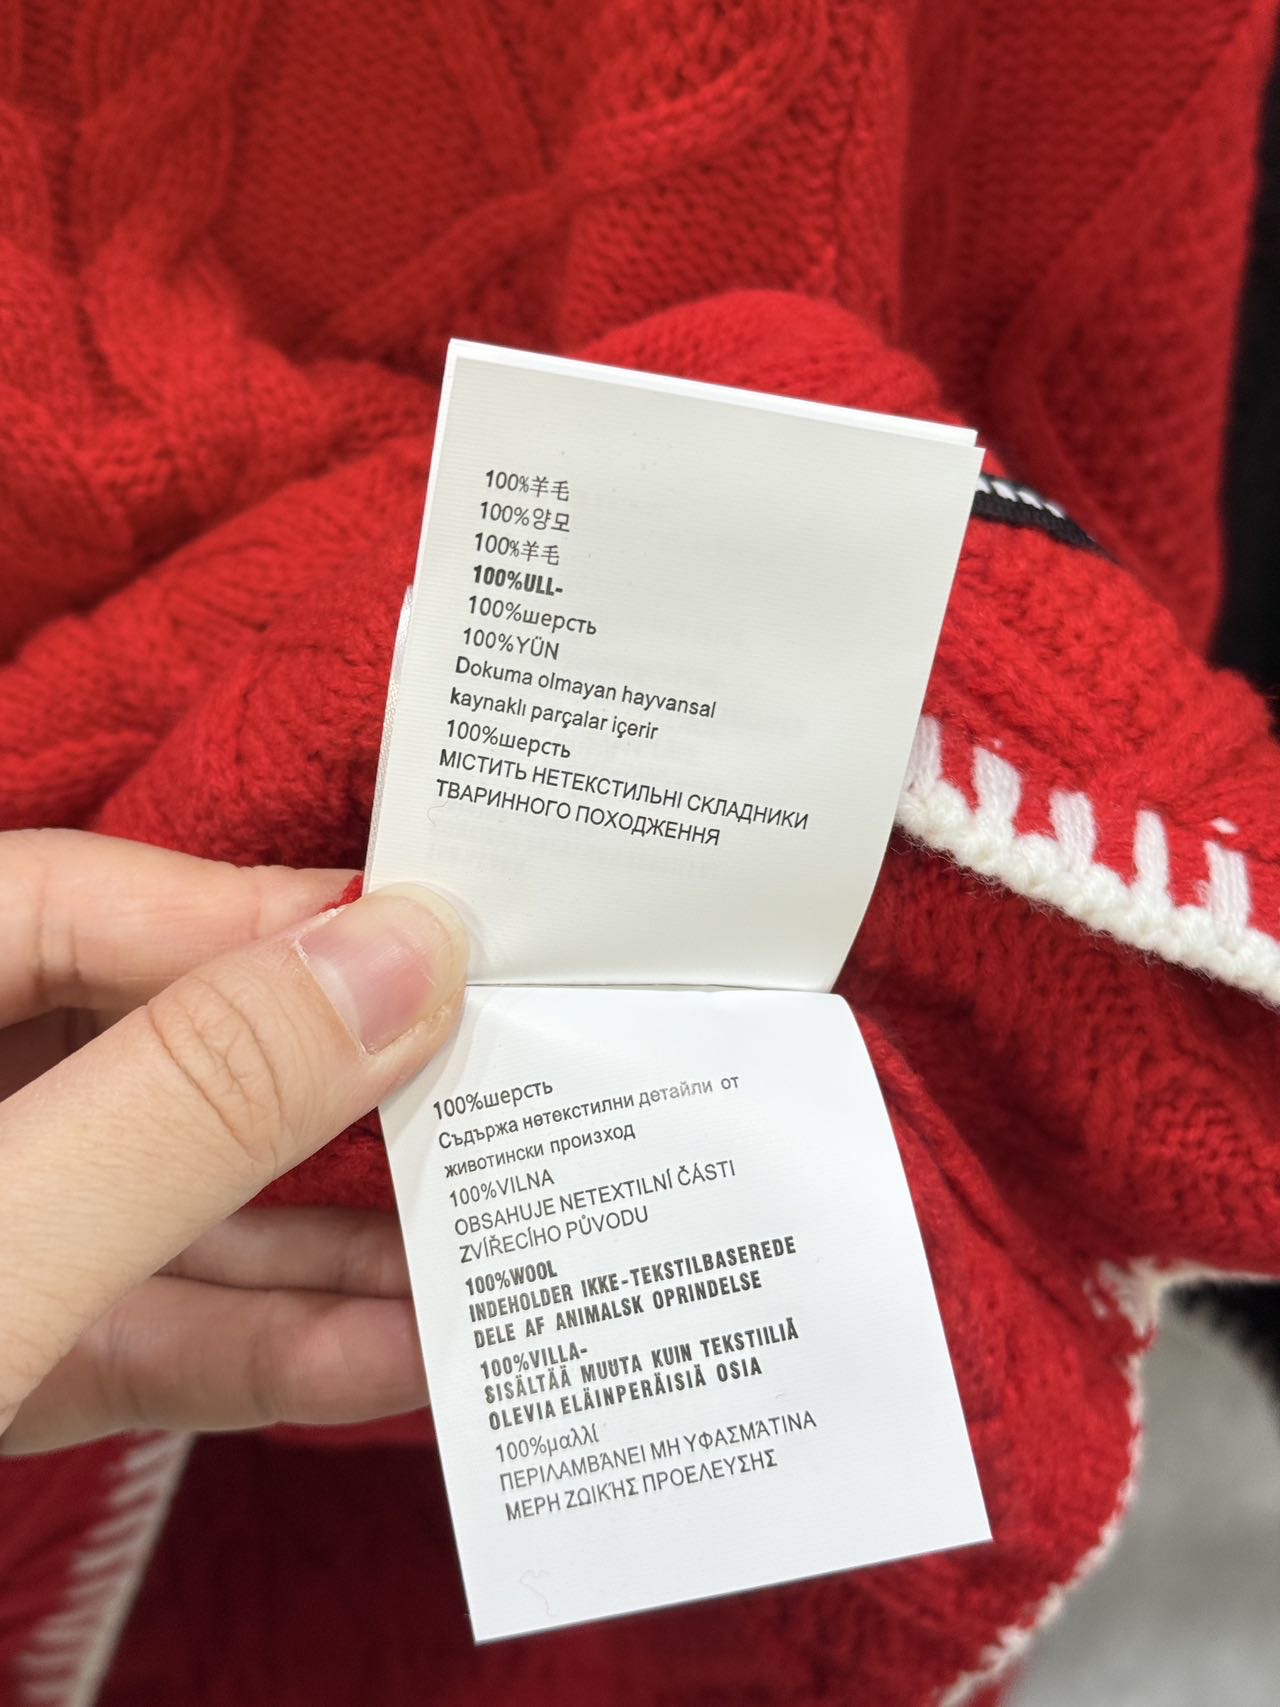 100%羊毛
100%양모
100%羊毛
100%ULL-
100%шерсть
100%YÜN
Dokuma olmayan hayvansal
kaynaklı parçalar içerir
100%шерсть
МІСТИТЬ НЕТЕКСТИЛЬНІ СКЛАДНИКИ
ТВАРИННОГО ПОХОДЖЕННЯ
100%шерсть
Съдържа нетекстилни детайли от
животински произход
100%VILNA
OBSAHUJE NETEXTILNÍ ČÁSTI
ZVÍŘECÍHO PŮVODU
100%WOOL
INDEHOLDER IKKE-TEKSTILBASEREDE
DELE AF ANIMALSK OPRINDELSE
100%VILLA-
SISÄLTÄÄ MUUTA KUIN TEKSTIILIÄ
OLEVIA ELÄINPERÄISIÄ OSIA
100%μαλλί
ΠΕΡΙΛΑΜΒΆΝΕΙ ΜΗ ΥΦΑΣΜΆΤΙΝΑ
ΜΕΡΗ ΖΩΙΚΉΣ ΠΡΟΕΛΕΥΣΗΣ